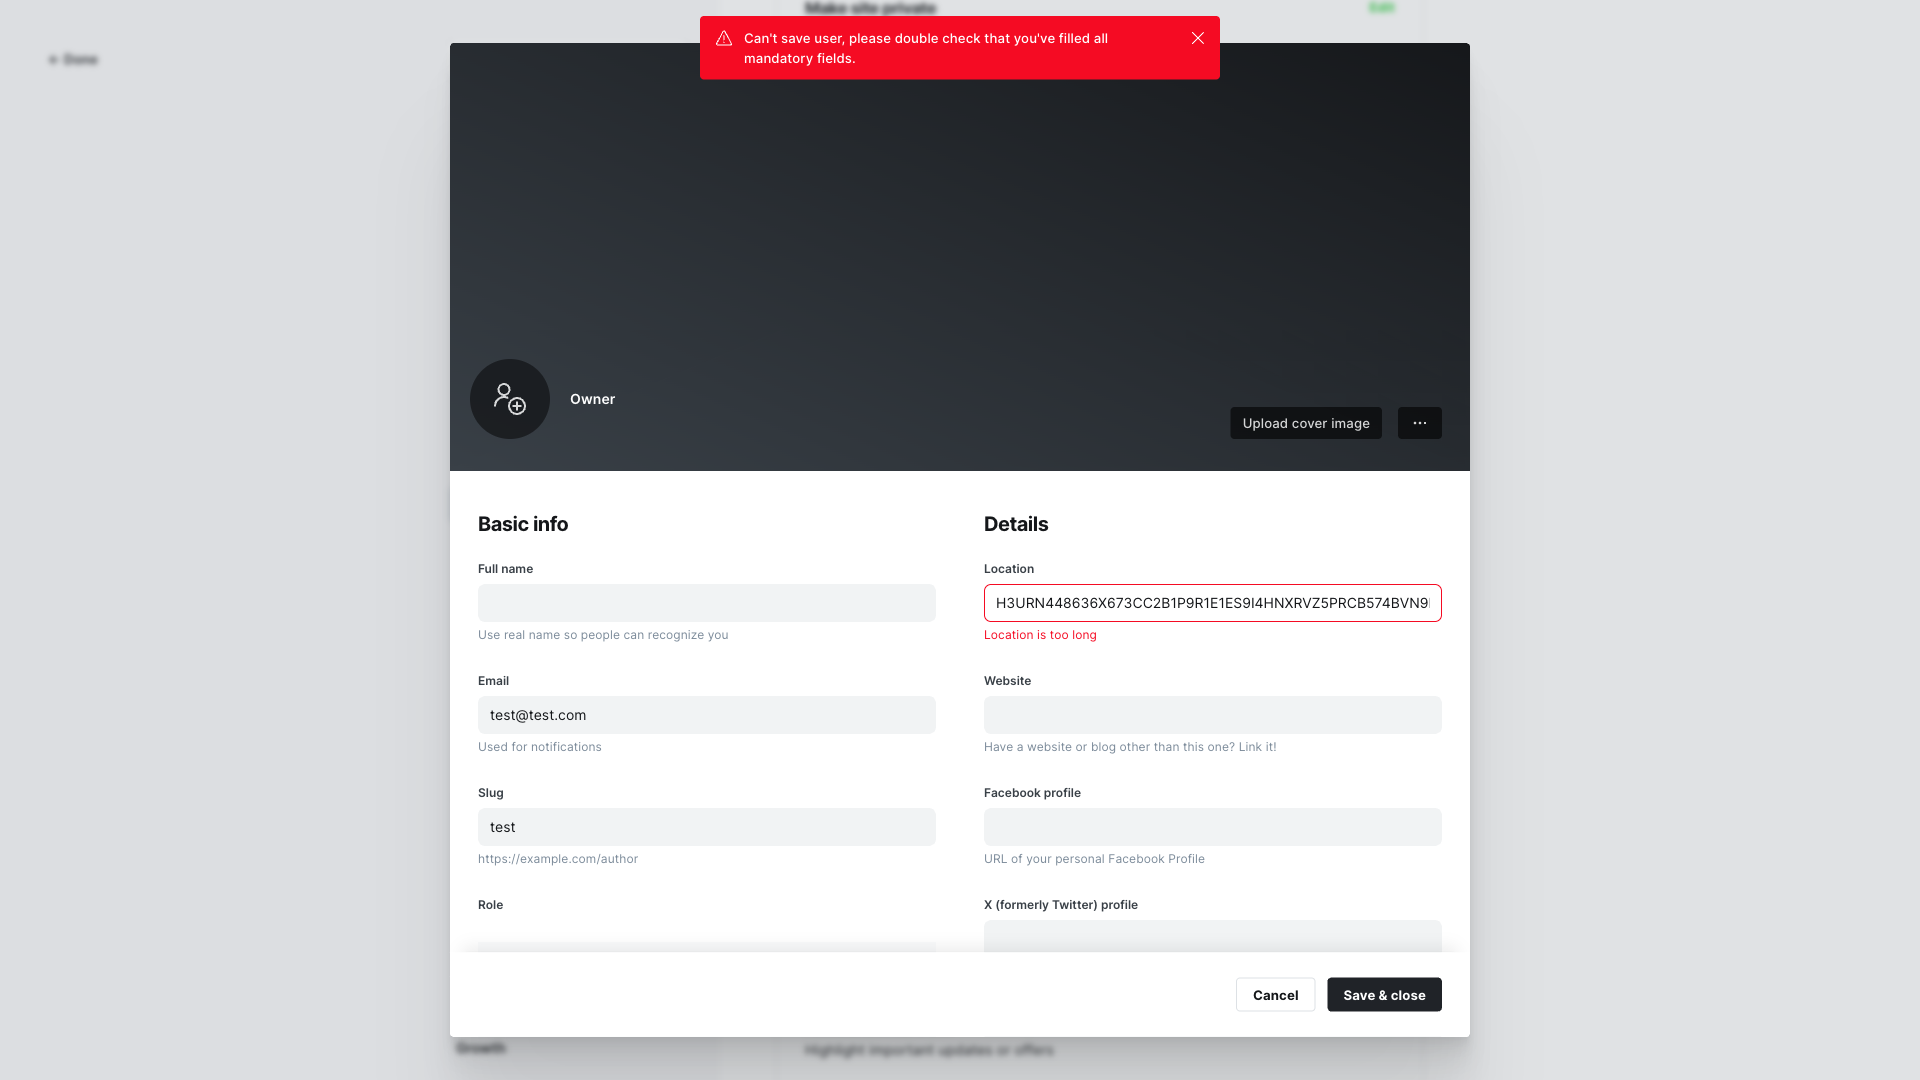 Make site private
Edit
← Done
Can't save user, please double check that you've filled all
mandatory fields.
Owner
Upload cover image
Basic info
Full name
Use real name so people can recognize you
Email
test@test.com
Used for notifications
Slug
test
https://example.com/author
Role
Details
Location
H3URN448636X673CC2B1P9R1E1ES9I4HNXRVZ5PRCB574BVN9
Location is too long
Website
Have a website or blog other than this one? Link it!
Facebook profile
URL of your personal Facebook Profile
X (formerly Twitter) profile
Cancel
Save & close
Growth
Highlight important updates or offers